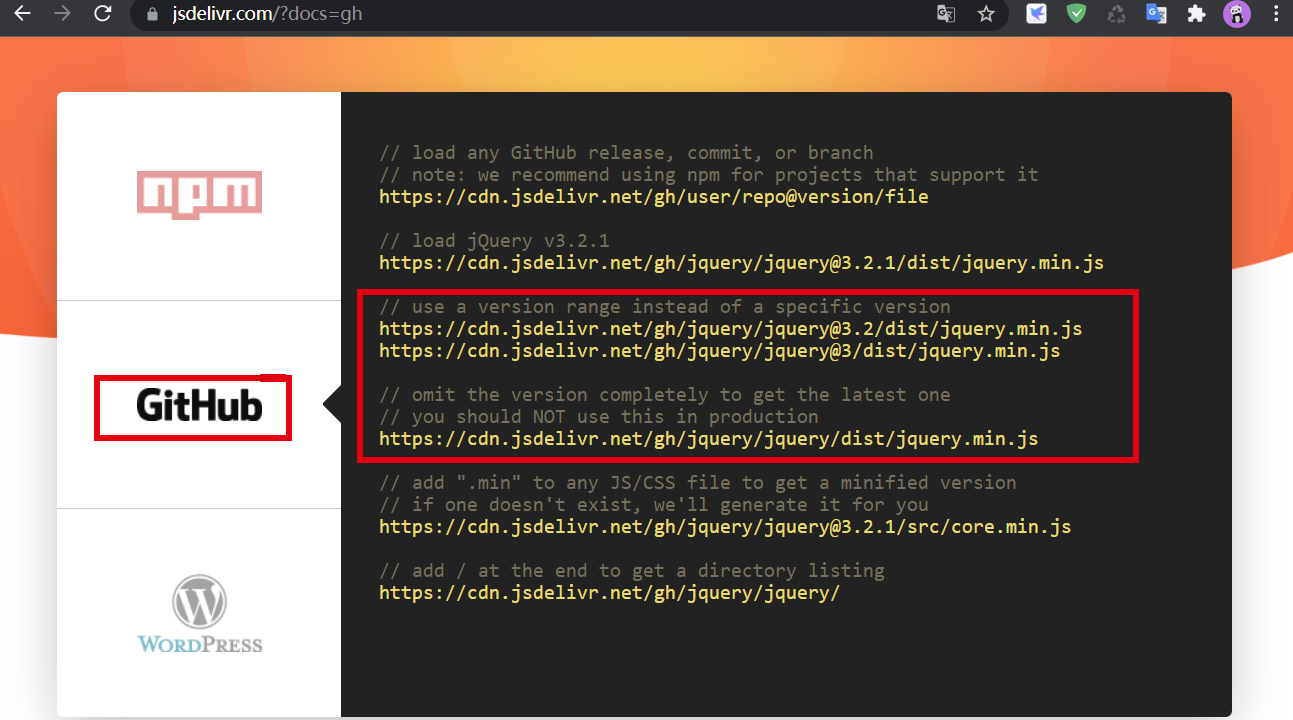 jsdelivr.com/?docs=gh
npm
// load any GitHub release, commit, or branch
// note: we recommend using npm for projects that support it
https://cdn.jsdelivr.net/gh/user/repo@version/file
// load jQuery v3.2.1
https://cdn.jsdelivr.net/gh/jquery/jquery@3.2.1/dist/jquery.min.js
// use a version range instead of a specific version
https://cdn.jsdelivr.net/gh/jquery/jquery@3.2/dist/jquery.min.js
https://cdn.jsdelivr.net/gh/jquery/jquery@3/dist/jquery.min.js
GitHub
// omit the version completely to get the latest one
// you should NOT use this in production
https://cdn.jsdelivr.net/gh/jquery/jquery/dist/jquery.min.js
// add ".min" to any JS/CSS file to get a minified version
// if one doesn't exist, we'll generate it for you
https://cdn.jsdelivr.net/gh/jquery/jquery@3.2.1/src/core.min.js
// add / at the end to get a directory listing
https://cdn.jsdelivr.net/gh/jquery/jquery/
WORDPRESS